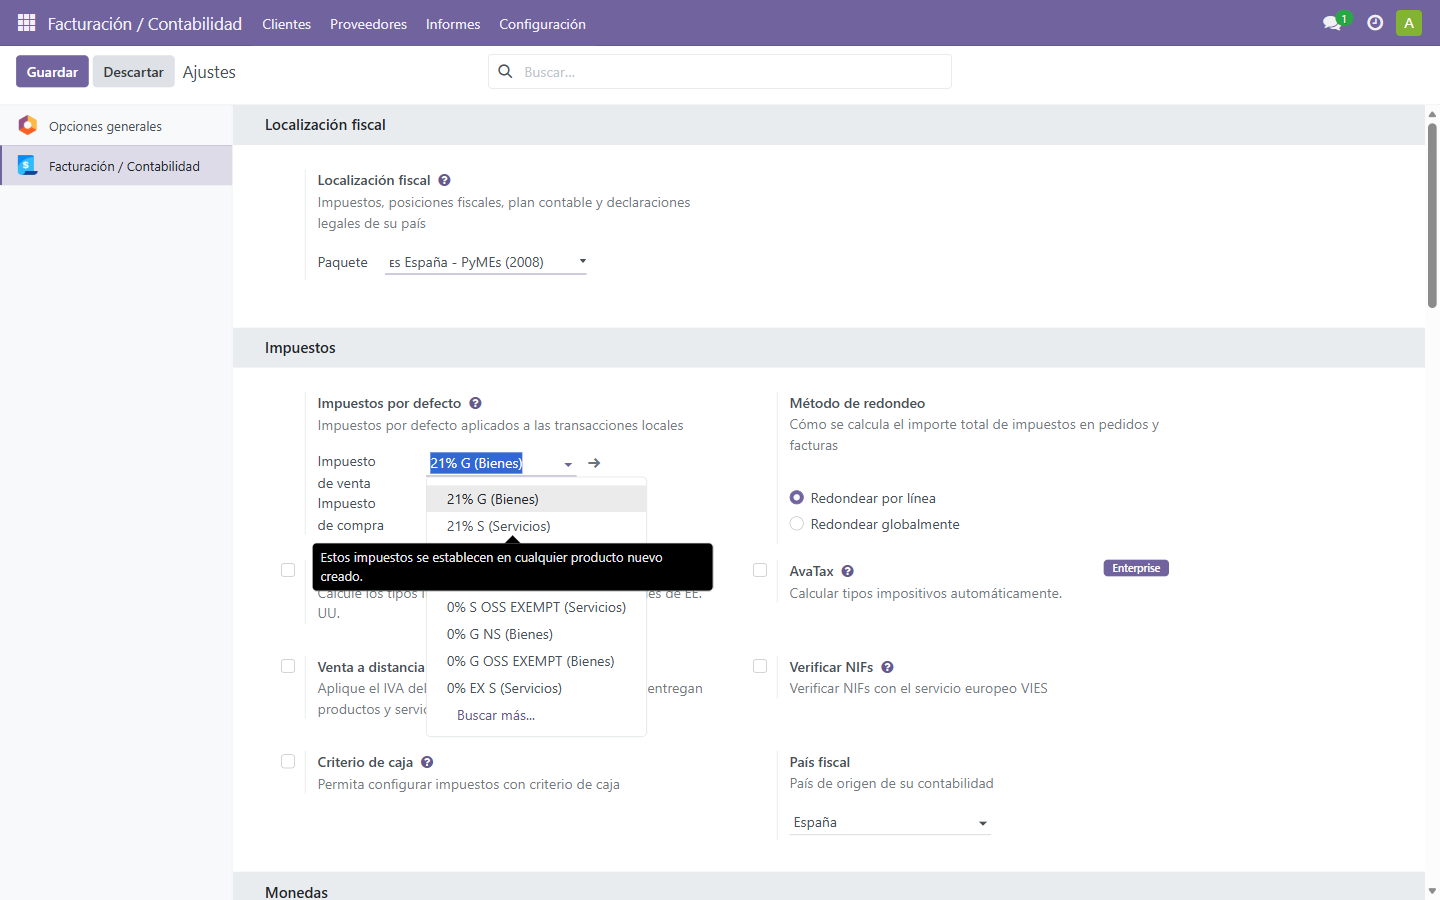 Facturación / Contabilidad
Clientes
Proveedores
Informes
Configuración
1
A
Guardar
Descartar
Ajustes
Buscar...
Opciones generales
Facturación / Contabilidad
Localización fiscal
Localización fiscal
Impuestos, posiciones fiscales, plan contable y declaraciones
legales de su país
Paquete
ES España - PyMEs (2008)
Impuestos
Impuestos por defecto
Impuestos por defecto aplicados a las transacciones locales
Impuesto
de venta
21% G (Bienes)
Impuesto
de compra
21% G (Bienes)
21% S (Servicios)
Estos impuestos se establecen en cualquier producto nuevo
creado.
0% S OSS EXEMPT (Servicios)
0% G NS (Bienes)
0% G OSS EXEMPT (Bienes)
0% EX S (Servicios)
Buscar más...
Método de redondeo
Cómo se calcula el importe total de impuestos en pedidos y
facturas
Redondear por línea
Redondear globalmente
Calcule los tipos
de EE.
UU.
AvaTax
Enterprise
Calcular tipos impositivos automáticamente.
Venta a distancia
Aplique el IVA del
entregan
productos y servic
Verificar NIFs
Verificar NIFs con el servicio europeo VIES
Criterio de caja
Permita configurar impuestos con criterio de caja
País fiscal
País de origen de su contabilidad
España
Monedas